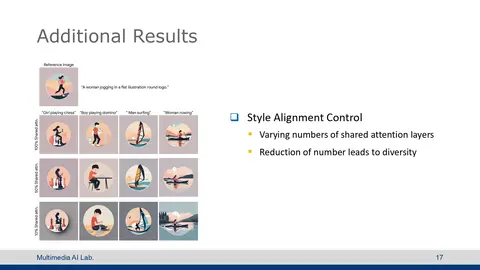 Additional Results
Reference Image
"A woman jogging in a flat illustration round logo."
"Girl playing chess" "Boy playing domino" "Man surfing" "Woman rowing"
100% Shared attn.
50% Shared attn.
10% Shared attn.
❑ Style Alignment Control
▪ Varying numbers of shared attention layers
▪ Reduction of number leads to diversity
Multimedia AI Lab.
17